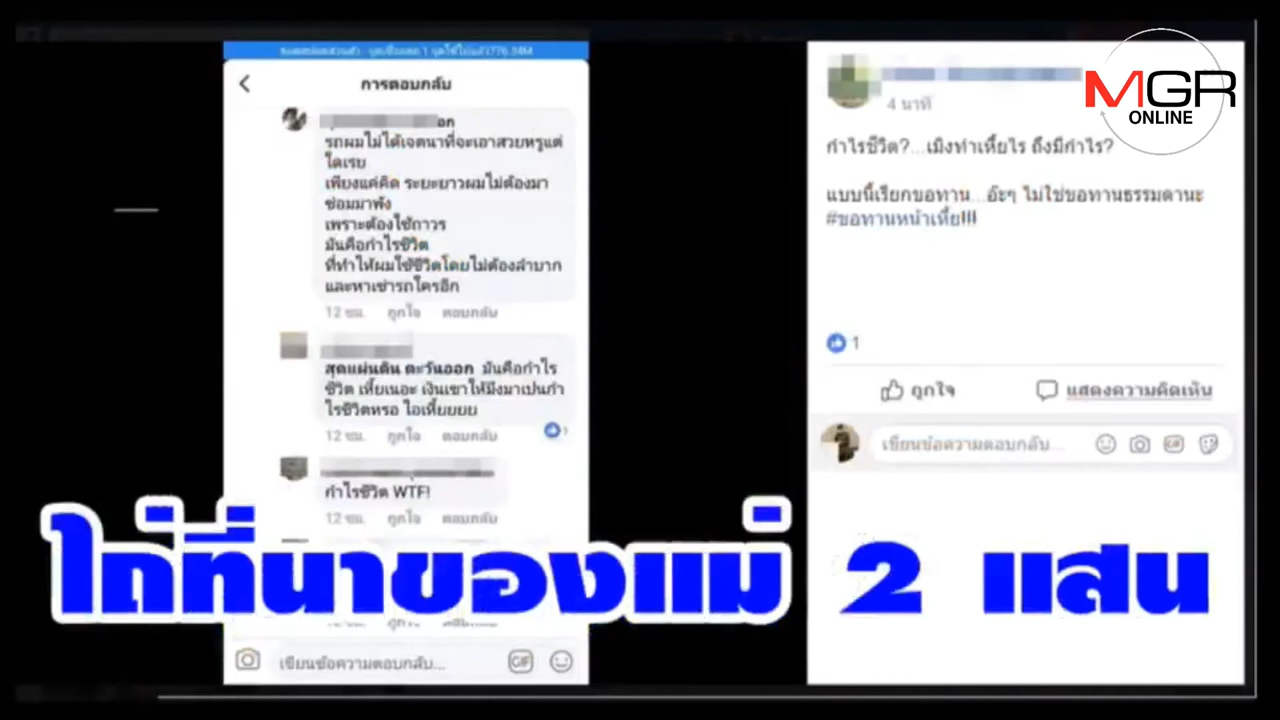 การตอบกลับ
on
รถผมไม่ได้เจตนาที่จะเอาสวยหรูแต่
ใดเรย
เพียงแค่คิด ระยะยาวผมไม่ต้องมา
ซ่อมมาพัง
เพราะต้องใช้ถาวร
มันคือกำไรชีวิต
ที่ทำให้ผมใช้ชีวิตโดยไม่ต้องลำบาก
และหาเช่ารถใครอีก
12 ชม. ถูกใจ ตอบกลับ
สุดแผ่นดิน ตะวันออก มันคือกำไร
ชีวิต เหี้ยเนอะ เงินเขาให้มึงมาเปนกำ
ไรชีวิตหรอ ไอเหี้ยยยย
12 ชม. ถูกใจ ตอบกลับ
1
กำไรชีวิต WTF!
12 ชม. ถูกใจ ตอบกลับ
เขียนข้อความตอบกลับ...
GIF
MGR
ONLINE
4 นาที
กำไรชีวิต?...เมิงทำเหี้ยไร ถึงมีกำไร?
แบบนี้เรียกขอทาน...อ๊ะๆ ไม่ใช่ขอทานธรรมดานะ
#ขอทานหน้าเหี้ย!!!
1
ถูกใจ แสดงความคิดเห็น
เขียนข้อความตอบกลับ...
GIF
ไถ่ที่นาของแม่ 2 แสน